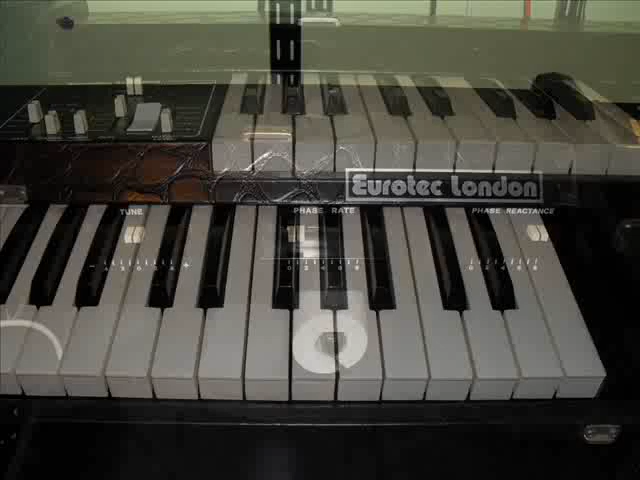 Eurotec London
TUNE
PHASE RATE
PHASE REACTANCE
- +